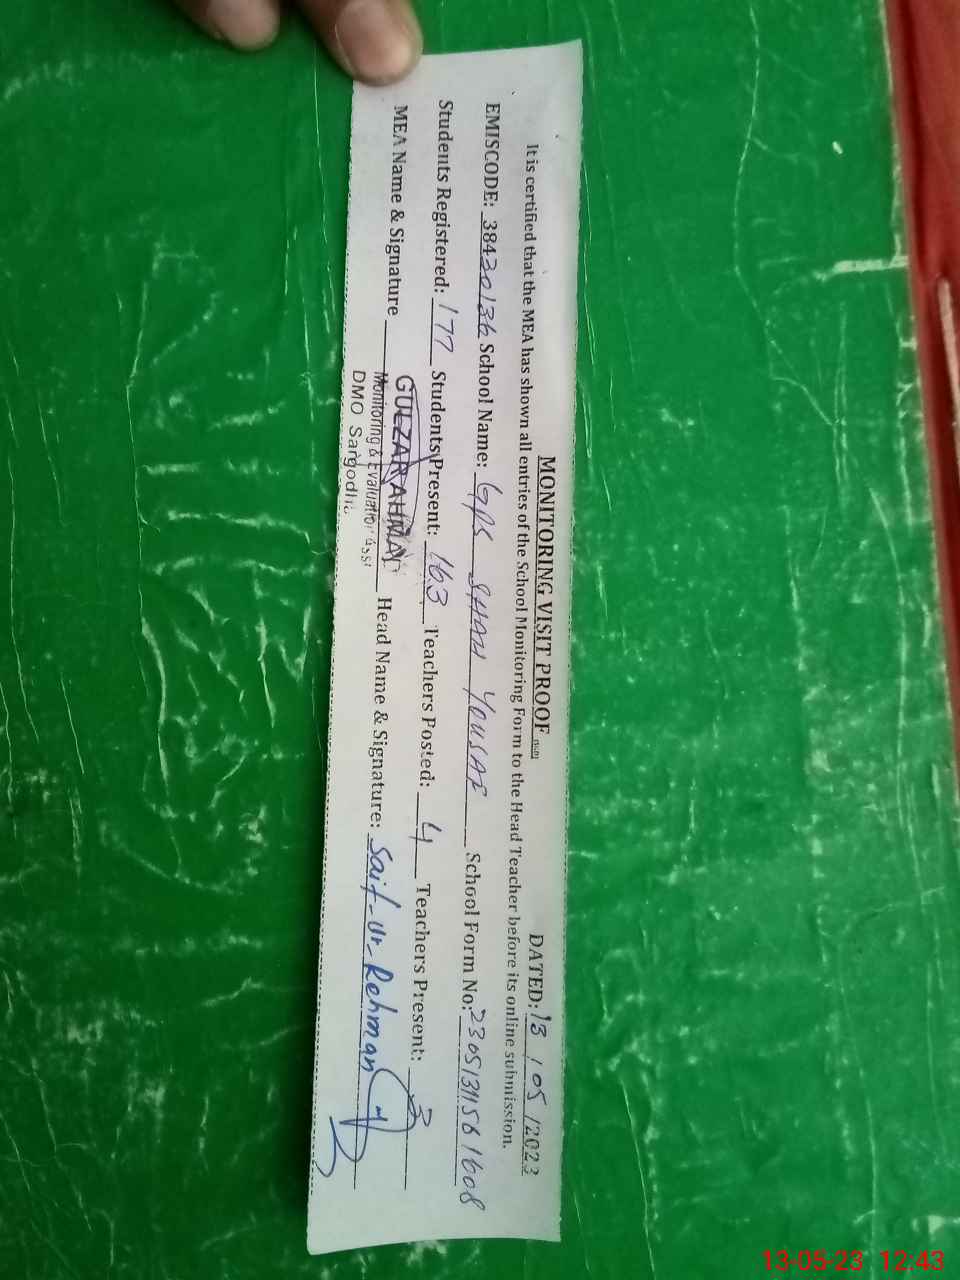 MONITORING VISIT PROOF
DATED: 13 / 05 / 2023
It is certified that the MEA has shown all entries of the School Monitoring Form to the Head Teacher before its online submission.
EMISCODE: 38420136 School Name: GPS SHAH YOUSAF School Form No: 23051311561608
Students Registered: 177 Students Present: 163 Teachers Posted: 4 Teachers Present: 3
MEA Name & Signature GULZAR AHMA Head Name & Signature: Saif-Ur-Rehman
Monitoring & Evaluation Asst
DMO Sargodha
13-05-23 12:43